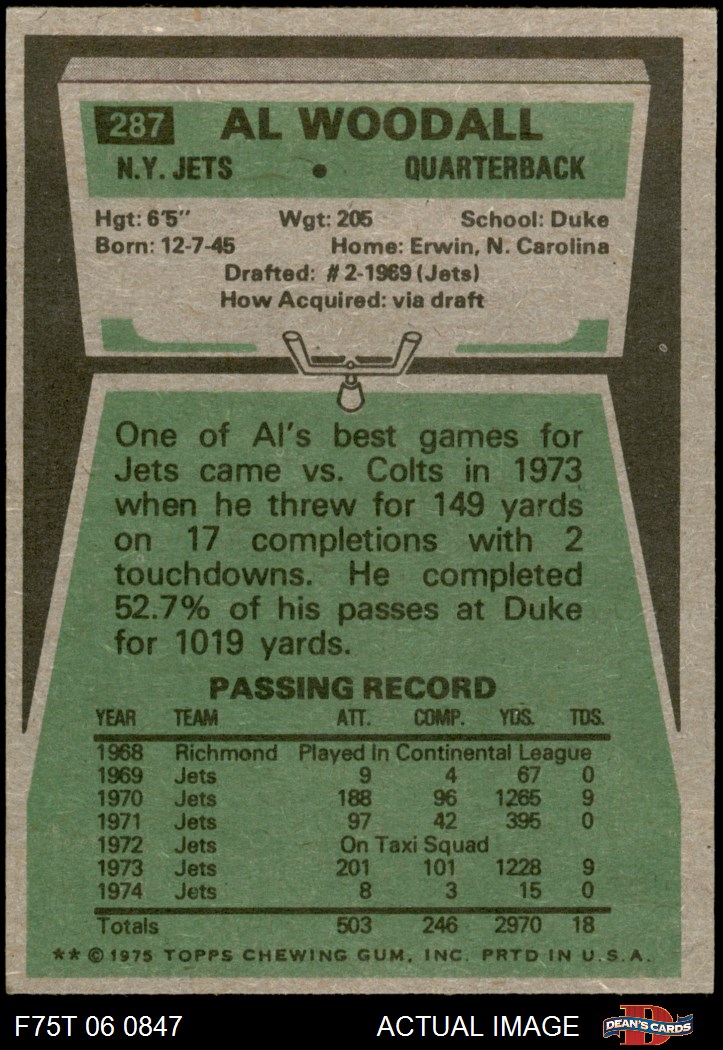 287 AL WOODALL
N.Y. JETS • QUARTERBACK
Hgt: 6'5" Wgt: 205 School: Duke
Born: 12-7-45 Home: Erwin, N. Carolina
Drafted: #2-1969 (Jets)
How Acquired: via draft
One of Al's best games for
Jets came vs. Colts in 1973
when he threw for 149 yards
on 17 completions with 2
touchdowns. He completed
52.7% of his passes at Duke
for 1019 yards.
PASSING RECORD
YEAR TEAM ATT. COMP. YDS. TDS.
1968 Richmond Played In Continental League
1969 Jets 9 4 67 0
1970 Jets 188 96 1265 9
1971 Jets 97 42 395 0
1972 Jets On Taxi Squad
1973 Jets 201 101 1228 9
1974 Jets 8 3 15 0
Totals 503 246 2970 18
** © 1975 TOPPS CHEWING GUM, INC. PRTD IN U.S.A.
F75T 06 0847 ACTUAL IMAGE DEAN'S CARDS